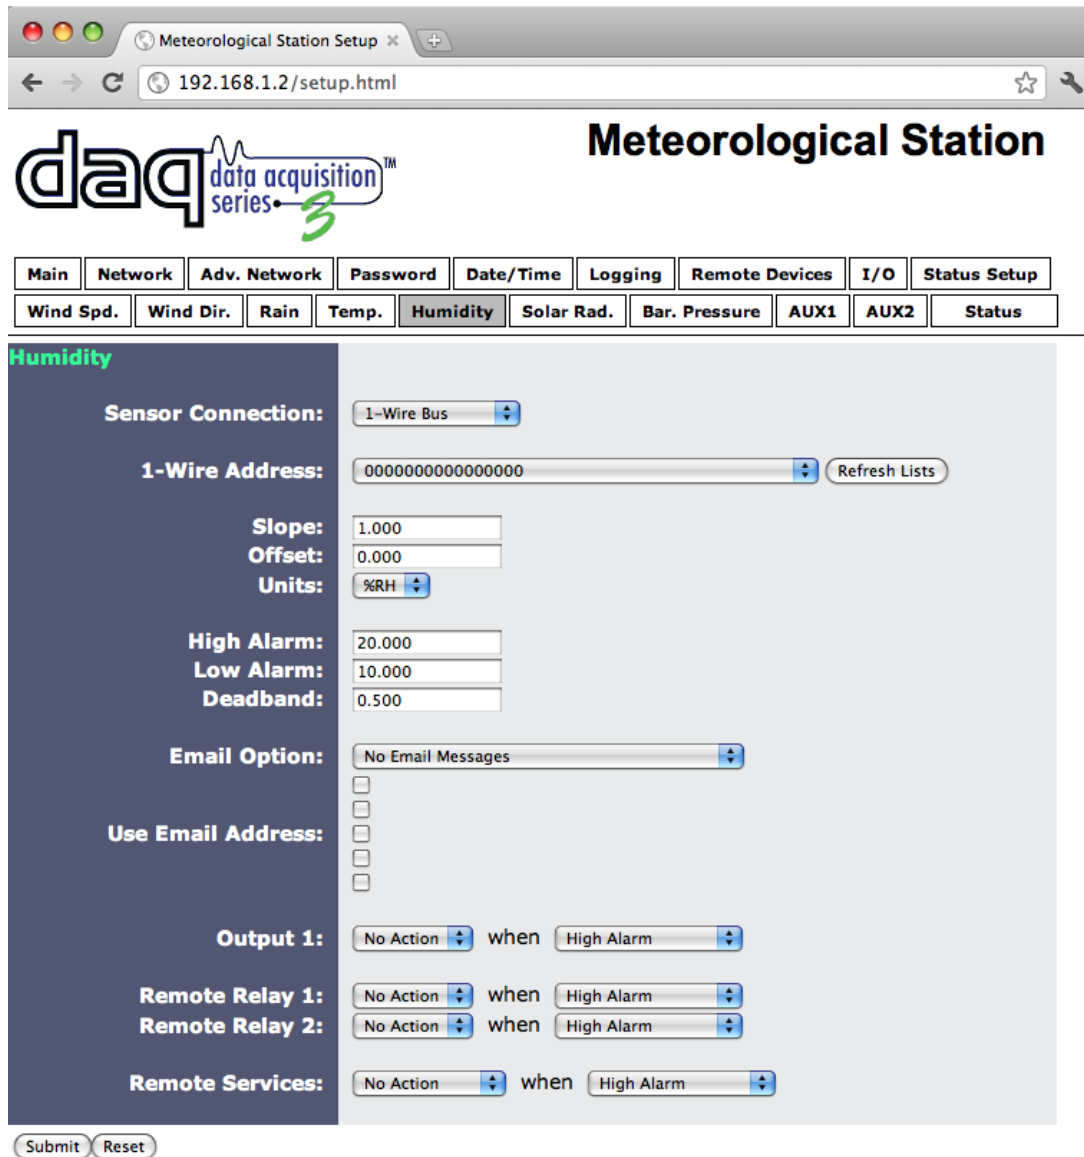 Meteorological Station Setup
192.168.1.2/setup.html
daq data acquisition series 3 TM
Meteorological Station
Main Network Adv. Network Password Date/Time Logging Remote Devices I/O Status Setup
Wind Spd. Wind Dir. Rain Temp. Humidity Solar Rad. Bar. Pressure AUX1 AUX2 Status
Humidity
Sensor Connection: 1-Wire Bus
1-Wire Address: 0000000000000000 Refresh Lists
Slope: 1.000
Offset: 0.000
Units: %RH
High Alarm: 20.000
Low Alarm: 10.000
Deadband: 0.500
Email Option: No Email Messages
Use Email Address:
Output 1: No Action when High Alarm
Remote Relay 1: No Action when High Alarm
Remote Relay 2: No Action when High Alarm
Remote Services: No Action when High Alarm
Submit Reset